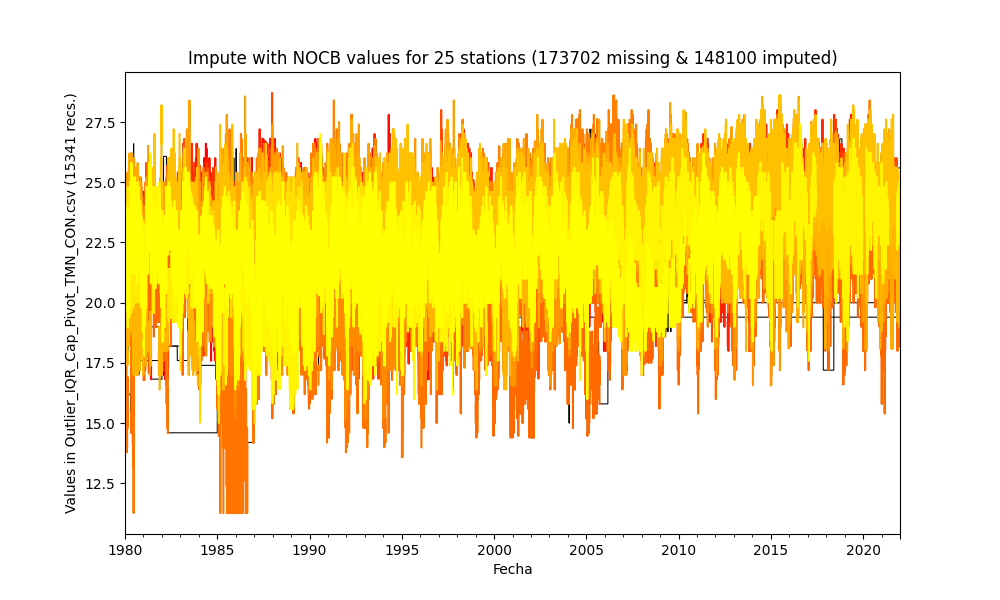 Impute with NOCB values for 25 stations (173702 missing & 148100 imputed)
Values in Outlier_IQR_Cap_Pivot_TMN_CON.csv (15341 recs.)
27.5
25.0
22.5
20.0
17.5
15.0
12.5
1980 1985 1990 1995 2000 2005 2010 2015 2020
Fecha